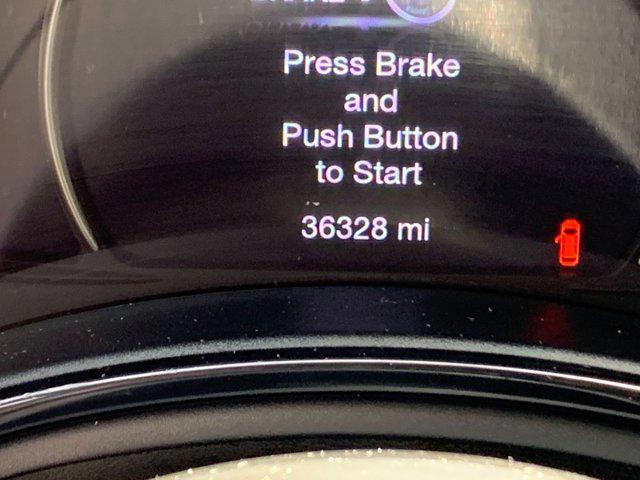 Press Brake
and
Push Button
to Start
36328 mi